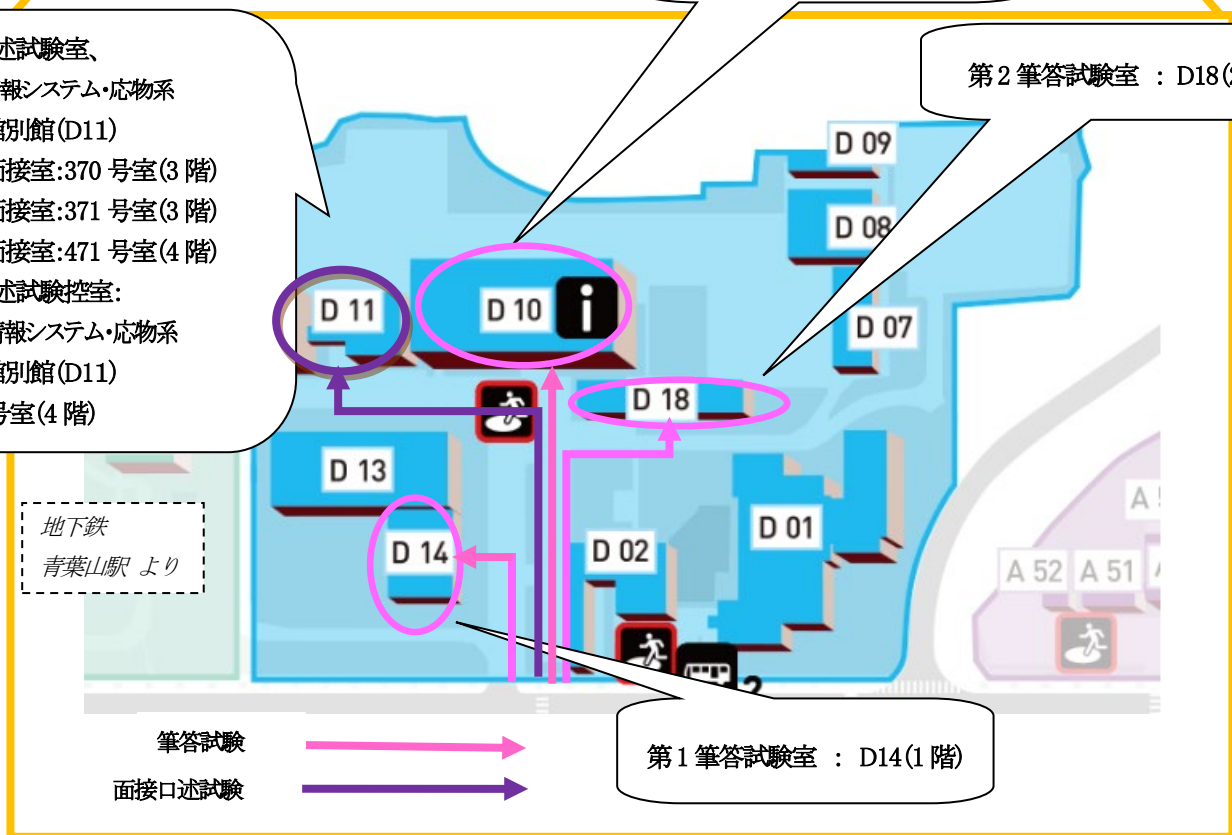 述試験室、
報システム・応物系
館別館(D11)
面接室:370 号室(3 階)
面接室:371 号室(3 階)
面接室:471 号室(4 階)
述試験控室:
情報システム・応物系
館別館(D11)
号室(4 階)
第2筆答試験室 : D18(2
D 09
D 08
D 07
D 11
D 10
i
D 18
D 13
D 14
D 02
D 01
A 52
A 51
地下鉄
青葉山駅 より
2
筆答試験
面接口述試験
第1筆答試験室 : D14(1 階)